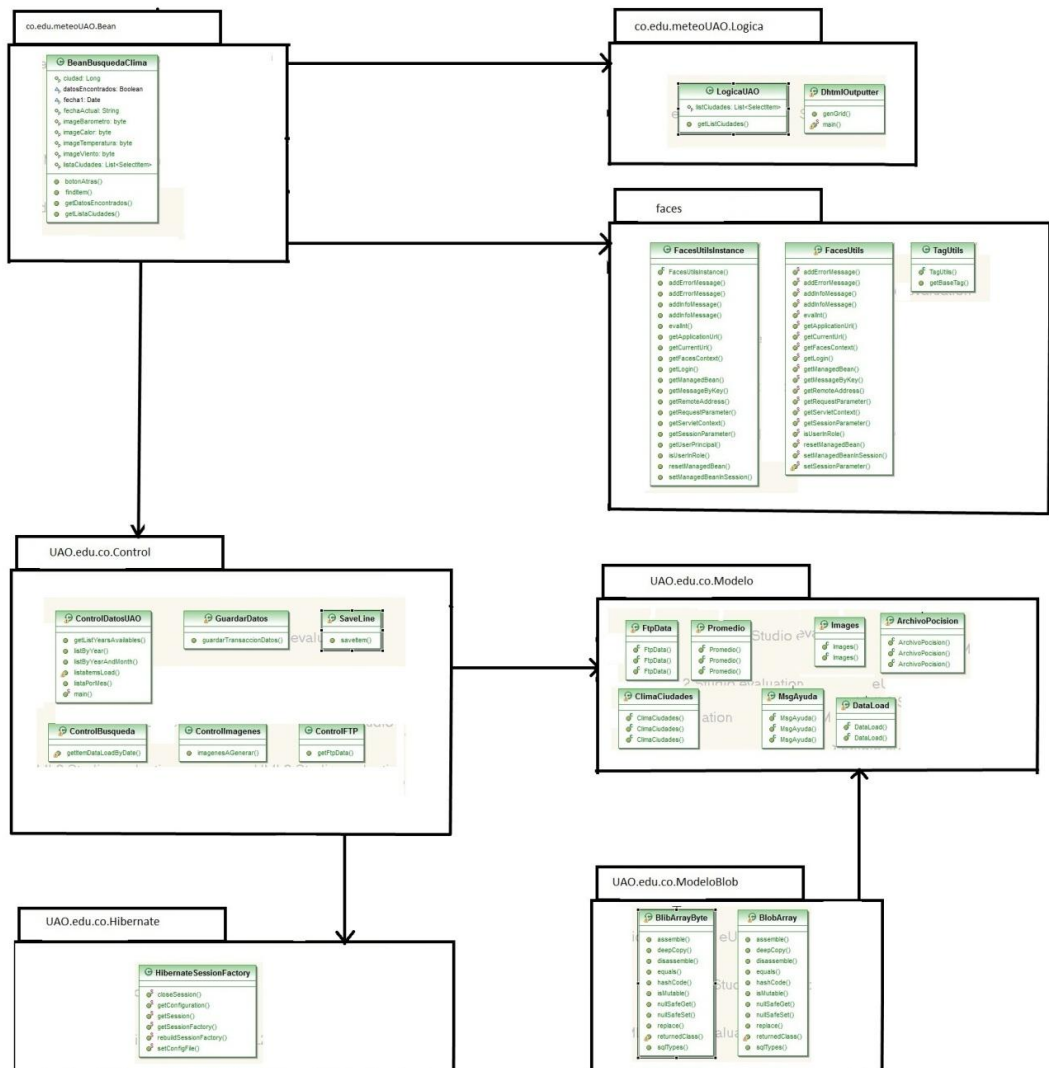 co.edu.meteoUAO.Bean
BeanBusquedaClima
ciudad: Long
datosEncontrados: Boolean
fecha1: Date
fechaActual: String
imageBarometro: byte
imageCalor: byte
imageTemperatura: byte
imageViento: byte
listaCiudades: List<SelectItem>
botonAtras()
findItem()
getDatosEncontrados()
getListaCiudades()
co.edu.meteoUAO.Logica
LogicaUAO
listCiudades: List<SelectItem>
getListCiudades()
DhtmlOutputter
genGrid()
main()
faces
FacesUtilsInstance
FacesUtilsInstance()
addErrorMessage()
addErrorMessage()
addInfoMessage()
addInfoMessage()
evalInt()
getApplicationUrl()
getCurrentUrl()
getFacesContext()
getLogin()
getManagedBean()
getMessageByKey()
getRemoteAddress()
getRequestParameter()
getServletContext()
getSessionParameter()
getUserPrincipal()
isUserInRole()
resetManagedBean()
setManagedBeanInSession()
FacesUtils
addErrorMessage()
addErrorMessage()
addInfoMessage()
addInfoMessage()
evalInt()
getApplicationUrl()
getCurrentUrl()
getFacesContext()
getLogin()
getManagedBean()
getMessageByKey()
getRemoteAddress()
getRequestParameter()
getServletContext()
getSessionParameter()
isUserInRole()
resetManagedBean()
setManagedBeanInSession()
setSessionParameter()
TagUtils
TagUtils()
getBaseTag()
UAO.edu.co.Control
ControlDatosUAO
getListYearsAvailables()
listByYear()
listByYearAndMonth()
listaItemsLoad()
listaPorMes()
main()
GuardarDatos
guardarTransaccionDatos()
SaveLine
saveItem()
ControlBusqueda
getItemDataLoadByDate()
ControlImagenes
imagenesAGenerar()
ControlFTP
getFtpData()
UAO.edu.co.Modelo
FtpData
FtpData()
FtpData()
FtpData()
Promedio
Promedio()
Promedio()
Promedio()
Images
Images()
Images()
ArchivoPocision
ArchivoPocision()
ArchivoPocision()
ArchivoPocision()
ClimaCiudades
ClimaCiudades()
ClimaCiudades()
ClimaCiudades()
MsgAyuda
MsgAyuda()
MsgAyuda()
MsgAyuda()
DataLoad
DataLoad()
DataLoad()
UAO.edu.co.Hibernate
HibernateSessionFactory
closeSession()
getConfiguration()
getSession()
getSessionFactory()
rebuildSessionFactory()
setConfigFile()
UAO.edu.co.ModeloBlob
BlibArrayByte
assemble()
deepCopy()
disassemble()
equals()
hashCode()
isMutable()
nullSafeGet()
nullSafeSet()
replace()
returnedClass()
sqlTypes()
BlobArray
assemble()
deepCopy()
disassemble()
equals()
hashCode()
isMutable()
nullSafeGet()
nullSafeSet()
replace()
returnedClass()
sqlTypes()